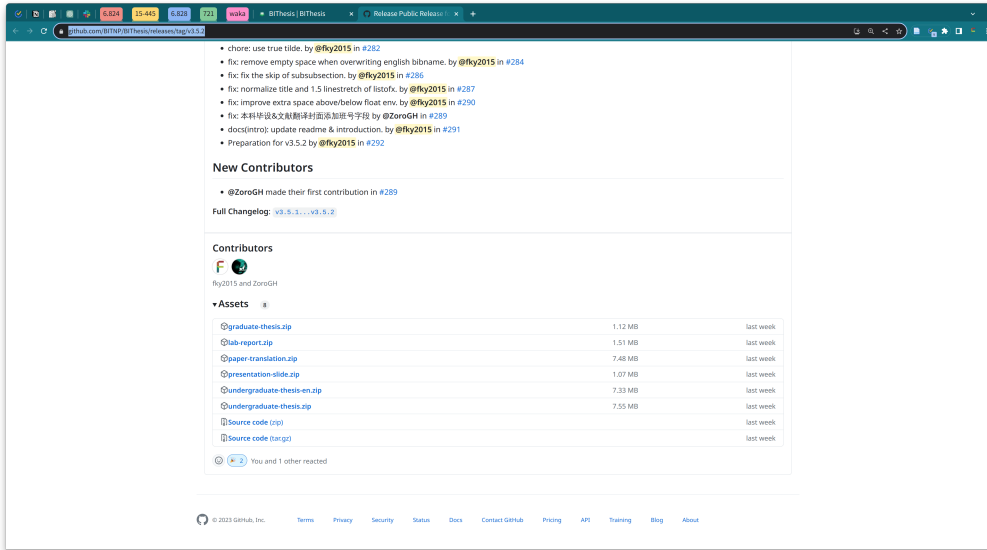 6.824
15-445
6.828
721
waka
BIThesis | BIThesis
Release Public Release
github.com/BITNP/BIThesis/releases/tag/v3.5.2
chore: use true tilde. by @fky2015 in #282
fix: remove empty space when overwriting english bibname. by @fky2015 in #284
fix: fix the skip of subsubsection. by @fky2015 in #286
fix: normalize title and 1.5 linestretch of listofx. by @fky2015 in #287
fix: improve extra space above/below float env. by @fky2015 in #290
fix: 本科毕设&文献翻译封面添加班号字段 by @ZoroGH in #289
docs(intro): update readme & introduction. by @fky2015 in #291
Preparation for v3.5.2 by @fky2015 in #292
New Contributors
@ZoroGH made their first contribution in #289
Full Changelog: v3.5.1...v3.5.2
Contributors
fky2015 and ZoroGH
Assets 8
graduate-thesis.zip 1.12 MB last week
lab-report.zip 1.51 MB last week
paper-translation.zip 7.48 MB last week
presentation-slide.zip 1.07 MB last week
undergraduate-thesis-en.zip 7.33 MB last week
undergraduate-thesis.zip 7.55 MB last week
Source code (zip) last week
Source code (tar.gz) last week
2 You and 1 other reacted
© 2023 GitHub, Inc. Terms Privacy Security Status Docs Contact GitHub Pricing API Training Blog About